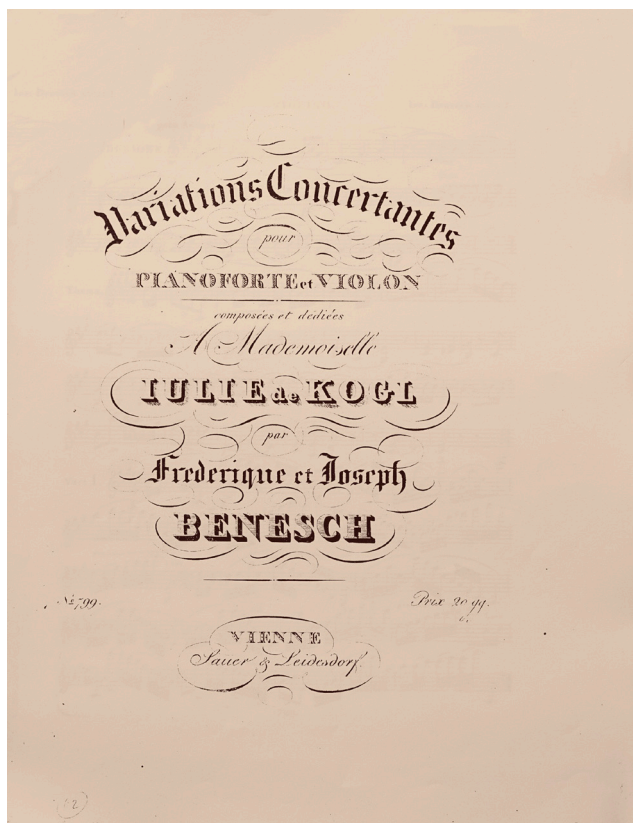 Variations Concertantes
pour
PIANOFORTE et VIOLON
composées et dédiées
A Mademoiselle
IULIE de KOGL
par
Frederique et Joseph
BENESCH
No. 799. Prix 20 gg.
VIENNE
Sauer & Leidesdorf.
(2)